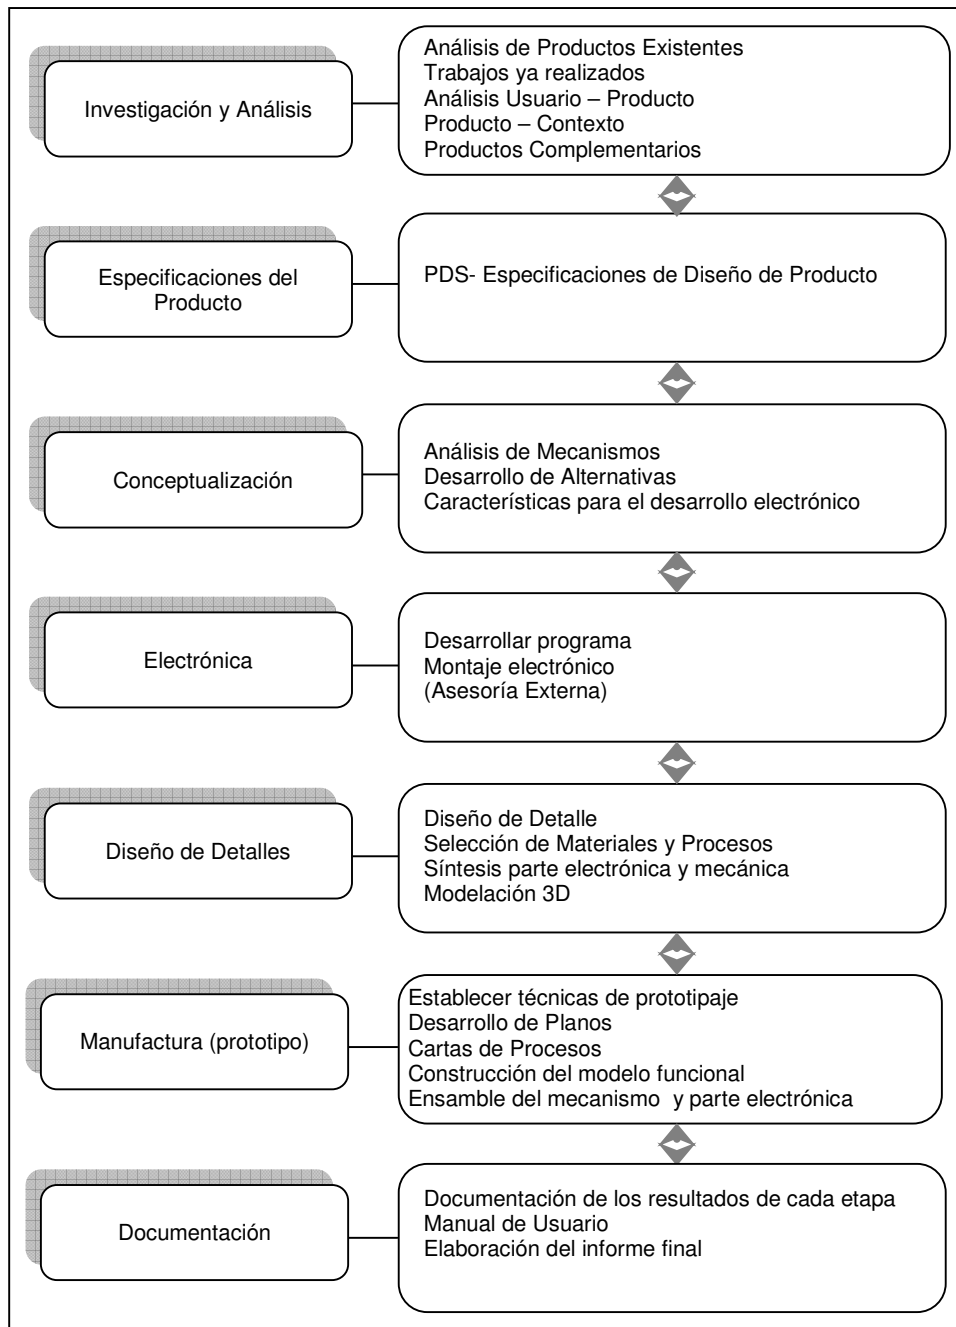 Investigación y Análisis
Análisis de Productos Existentes
Trabajos ya realizados
Análisis Usuario – Producto
Producto – Contexto
Productos Complementarios
Especificaciones del
Producto
PDS- Especificaciones de Diseño de Producto
Conceptualización
Análisis de Mecanismos
Desarrollo de Alternativas
Característícas para el desarrollo electrónico
Electrónica
Desarrollar programa
Montaje electrónico
(Asesoría Externa)
Diseño de Detalles
Diseño de Detalle
Selección de Materiales y Procesos
Síntesis parte electrónica y mecánica
Modelación 3D
Manufactura (prototipo)
Establecer técnicas de prototipaje
Desarrollo de Planos
Cartas de Procesos
Construcción del modelo funcional
Ensamble del mecanismo  y parte electrónica
Documentación
Documentación de los resultados de cada etapa
Manual de Usuario
Elaboración del informe final